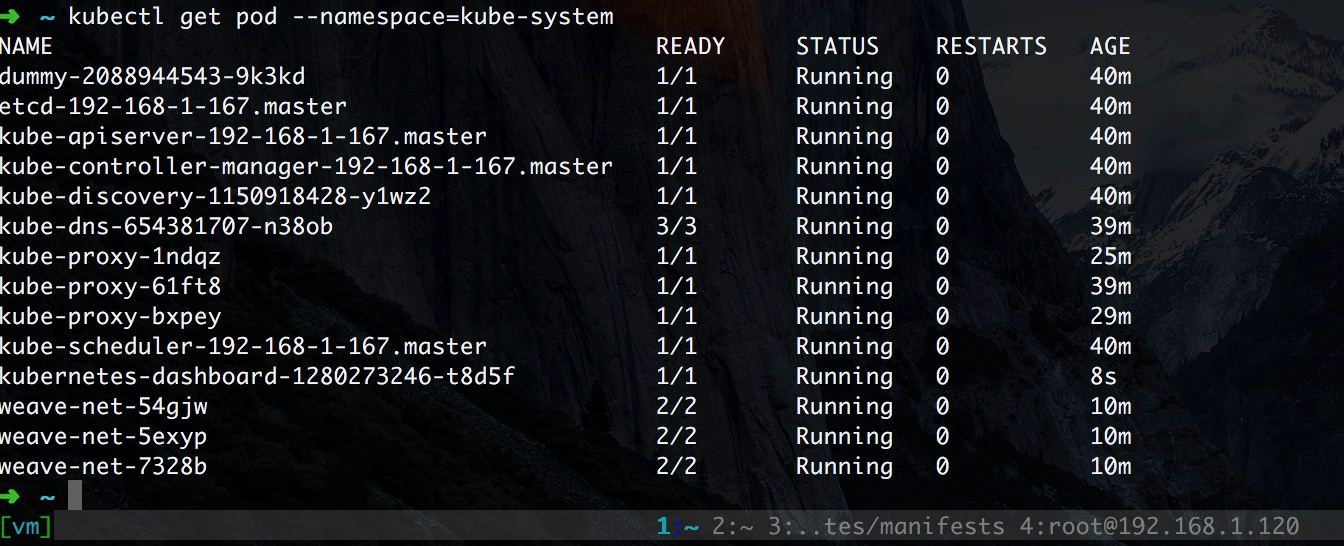 ➜ ~ kubectl get pod --namespace=kube-system
NAME READY STATUS RESTARTS AGE
dummy-2088944543-9k3kd 1/1 Running 0 40m
etcd-192-168-1-167.master 1/1 Running 0 40m
kube-apiserver-192-168-1-167.master 1/1 Running 0 40m
kube-controller-manager-192-168-1-167.master 1/1 Running 0 40m
kube-discovery-1150918428-y1wz2 1/1 Running 0 40m
kube-dns-654381707-n38ob 3/3 Running 0 39m
kube-proxy-1ndqz 1/1 Running 0 25m
kube-proxy-61ft8 1/1 Running 0 39m
kube-proxy-bxpey 1/1 Running 0 29m
kube-scheduler-192-168-1-167.master 1/1 Running 0 40m
kubernetes-dashboard-1280273246-t8d5f 1/1 Running 0 8s
weave-net-54gjw 2/2 Running 0 10m
weave-net-5exyp 2/2 Running 0 10m
weave-net-7328b 2/2 Running 0 10m
➜ ~
[vm] 1:~ 2:~ 3:..tes/manifests 4:root@192.168.1.120